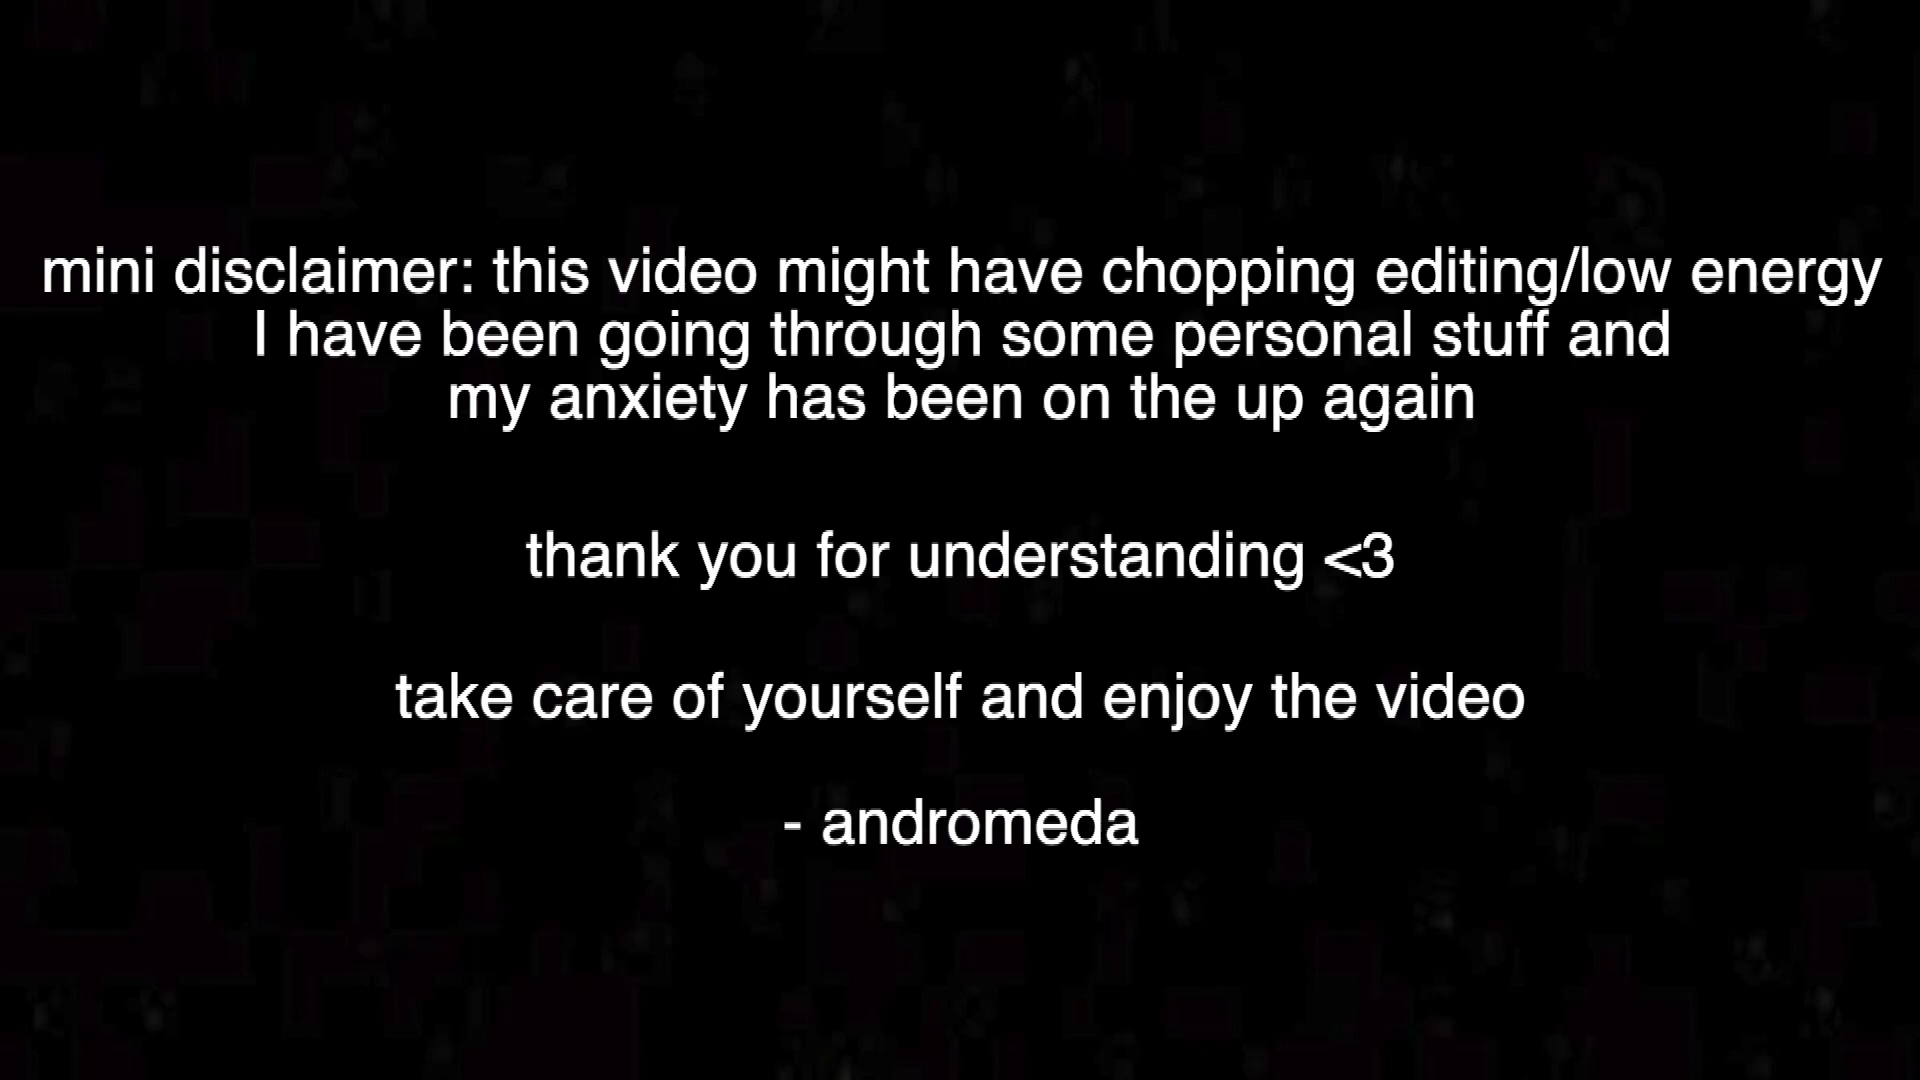 mini disclaimer: this video might have chopping editing/low energy
I have been going through some personal stuff and
my anxiety has been on the up again
thank you for understanding <3
take care of yourself and enjoy the video
- andromeda